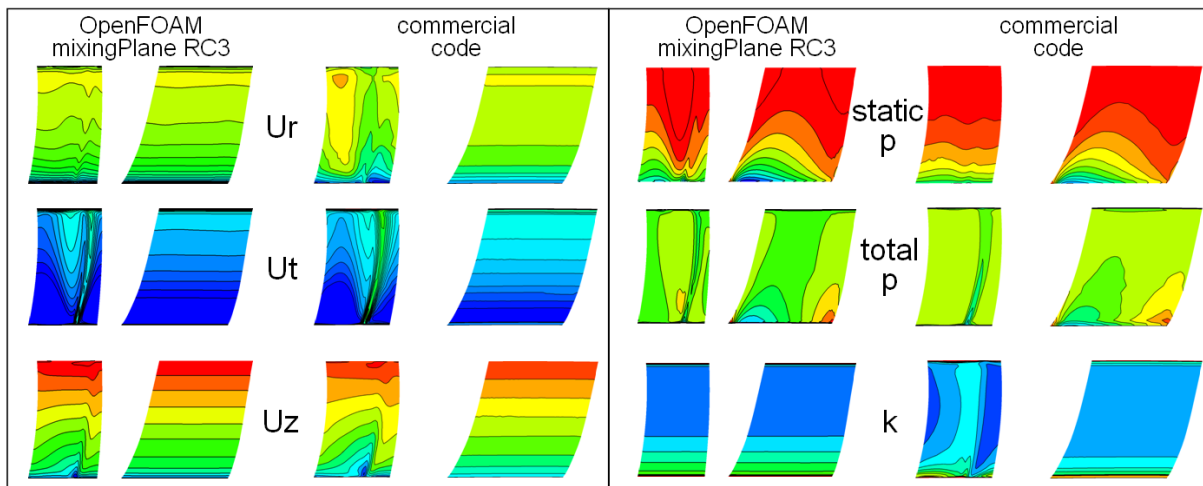 OpenFOAM
mixingPlane RC3
commercial
code
Ur
Ut
Uz
OpenFOAM
mixingPlane RC3
commercial
code
static
p
total
p
k